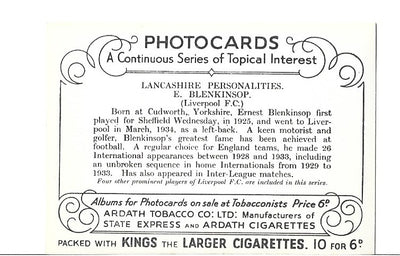 PHOTOCARDS
A Continuous Series of Topical Interest
LANCASHIRE PERSONALITIES.
E. BLENKINSOP.
(Liverpool F.C.)
Born at Cudworth, Yorkshire, Ernest Blenkinsop first
played for Sheffield Wednesday, in 1925, and went to Liver-
pool in March, 1934, as a left-back. A keen motorist and
golfer, Blenkinsop's greatest fame has been achieved at
football. A regular choice for England teams, he made 26
International appearances between 1928 and 1933, including
an unbroken sequence in home Internationals from 1929 to
1933. Has also appeared in Inter-League matches.
Four other prominent players of Liverpool F.C. are included in this series.
Albums for Photocards on sale at Tobacconists Price 6D
ARDATH TOBACCO CO: LTD: Manufacturers of
STATE EXPRESS and ARDATH CIGARETTES
PACKED WITH KINGS THE LARGER CIGARETTES. 10 FOR 6D